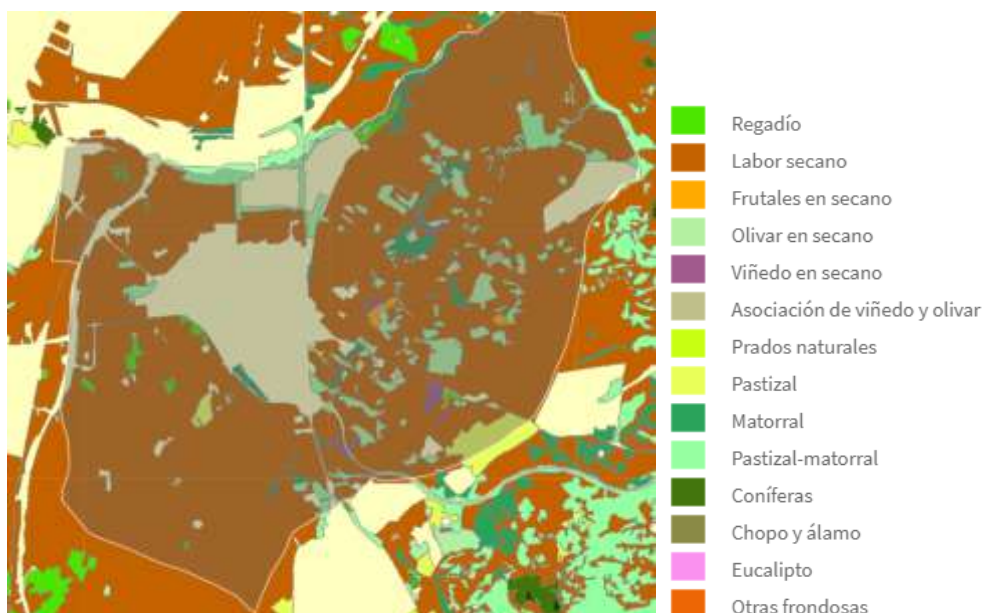 Regadío
Labor secano
Frutales en secano
Olivar en secano
Viñedo en secano
Asociación de viñedo y olivar
Prados naturales
Pastizal
Matorral
Pastizal-matorral
Coníferas
Chopo y álamo
Eucalipto
Otras frondosas